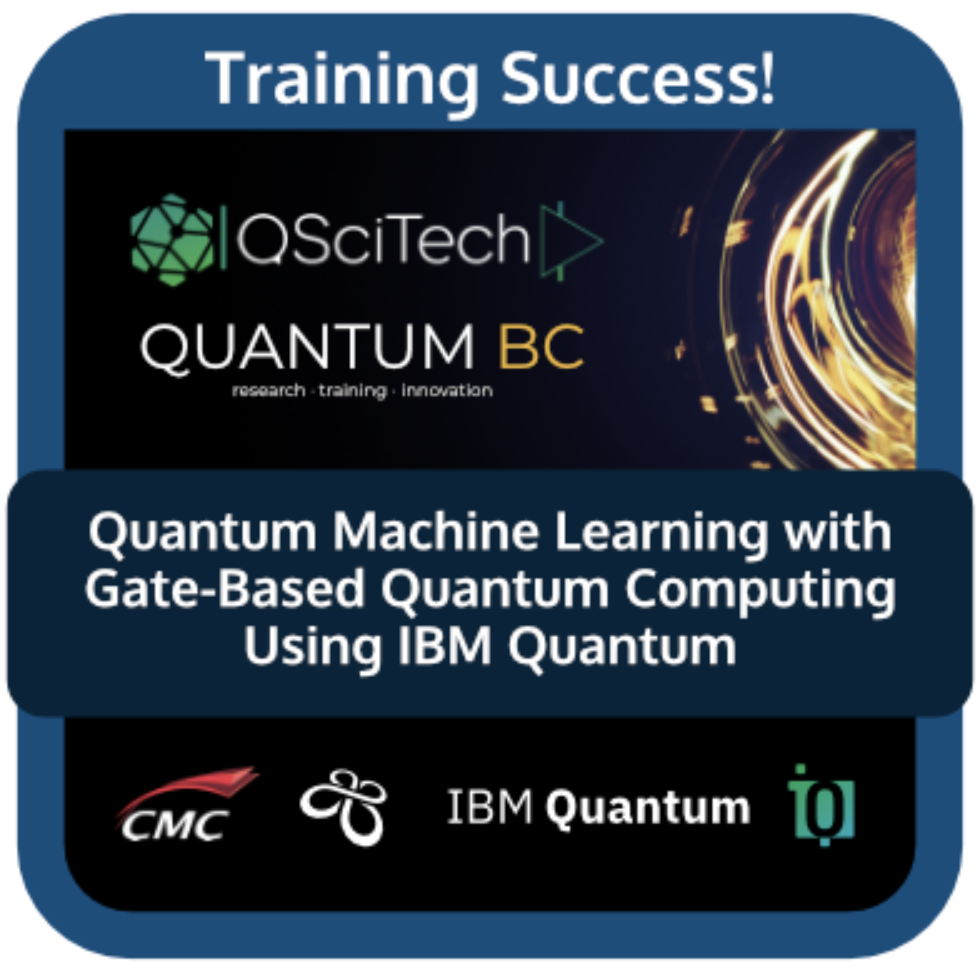 Training Success!
QSciTech
QUANTUM BC
research · training · innovation
Quantum Machine Learning with
Gate-Based Quantum Computing
Using IBM Quantum
CMC
IBM Quantum
iQ